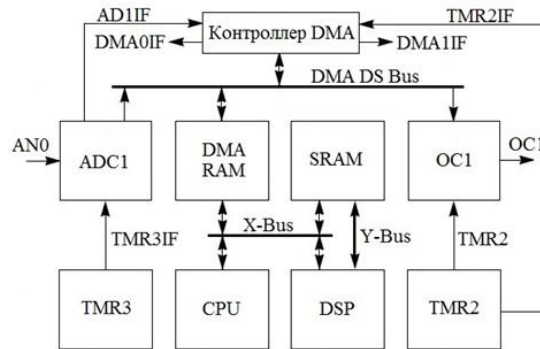 AD1IF
TMR2IF
Контроллер DMA
DMA0IF
DMA1IF
DMA DS Bus
AN0
ADC1
DMA
RAM
SRAM
OC1
OC1
X-Bus
Y-Bus
TMR3IF
TMR2
TMR3
CPU
DSP
TMR2